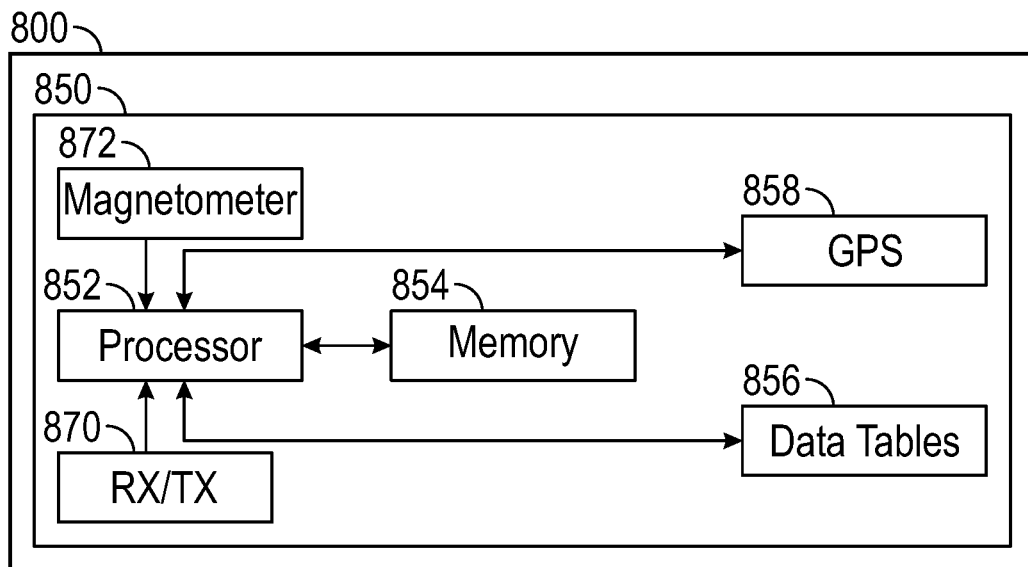 800
850
872
Magnetometer
858
GPS
852
Processor
854
Memory
856
Data Tables
870
RX/TX